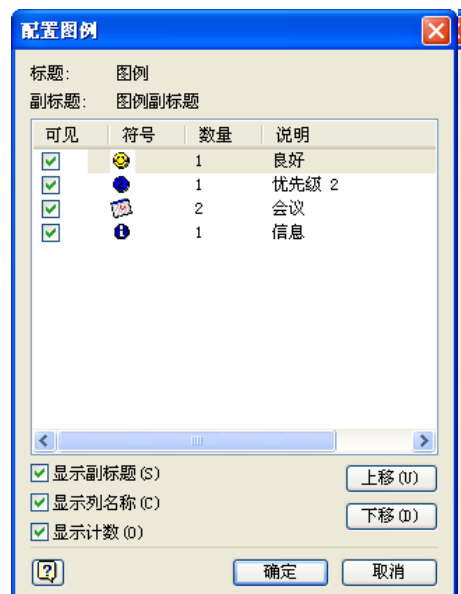 配置图例
标题: 图例
副标题: 图例副标题
可见 符号 数量 说明
1 良好
1 优先级 2
2 会议
1 信息
显示副标题(S)
上移(U)
显示列名称(C)
下移(D)
显示计数(O)
确定 取消